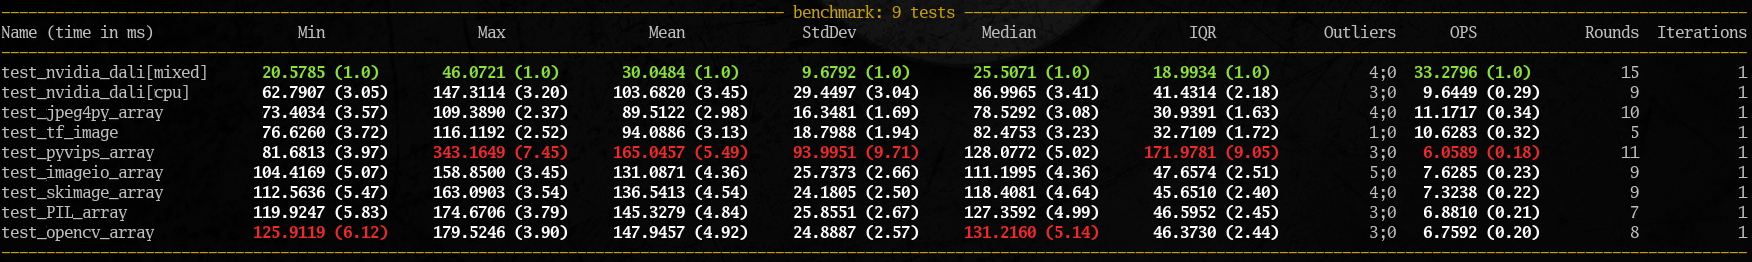 benchmark: 9 tests
Name (time in ms) Min Max Mean StdDev Median IQR Outliers OPS Rounds Iterations
test_nvidia_dali[mixed] 20.5785 (1.0) 46.0721 (1.0) 30.0484 (1.0) 9.6792 (1.0) 25.5071 (1.0) 18.9934 (1.0) 4;0 33.2796 (1.0) 15 1
test_nvidia_dali[cpu] 62.7907 (3.05) 147.3114 (3.20) 103.6820 (3.45) 29.4497 (3.04) 86.9965 (3.41) 41.4314 (2.18) 3;0 9.6449 (0.29) 9 1
test_jpeg4py_array 73.4034 (3.57) 109.3890 (2.37) 89.5122 (2.98) 16.3481 (1.69) 78.5292 (3.08) 30.9391 (1.63) 4;0 11.1717 (0.34) 10 1
test_tf_image 76.6260 (3.72) 116.1192 (2.52) 94.0886 (3.13) 18.7988 (1.94) 82.4753 (3.23) 32.7109 (1.72) 1;0 10.6283 (0.32) 5 1
test_pyvips_array 81.6813 (3.97) 343.1649 (7.45) 165.0457 (5.49) 93.9951 (9.71) 128.0772 (5.02) 171.9781 (9.05) 3;0 6.0589 (0.18) 11 1
test_imageio_array 104.4169 (5.07) 158.8500 (3.45) 131.0871 (4.36) 25.7373 (2.66) 111.1995 (4.36) 47.6574 (2.51) 5;0 7.6285 (0.23) 9 1
test_skimage_array 112.5636 (5.47) 163.0903 (3.54) 136.5413 (4.54) 24.1805 (2.50) 118.4081 (4.64) 45.6510 (2.40) 4;0 7.3238 (0.22) 9 1
test_PIL_array 119.9247 (5.83) 174.6706 (3.79) 145.3279 (4.84) 25.8551 (2.67) 127.3592 (4.99) 46.5952 (2.45) 3;0 6.8810 (0.21) 7 1
test_opencv_array 125.9119 (6.12) 179.5246 (3.90) 147.9457 (4.92) 24.8887 (2.57) 131.2160 (5.14) 46.3730 (2.44) 3;0 6.7592 (0.20) 8 1